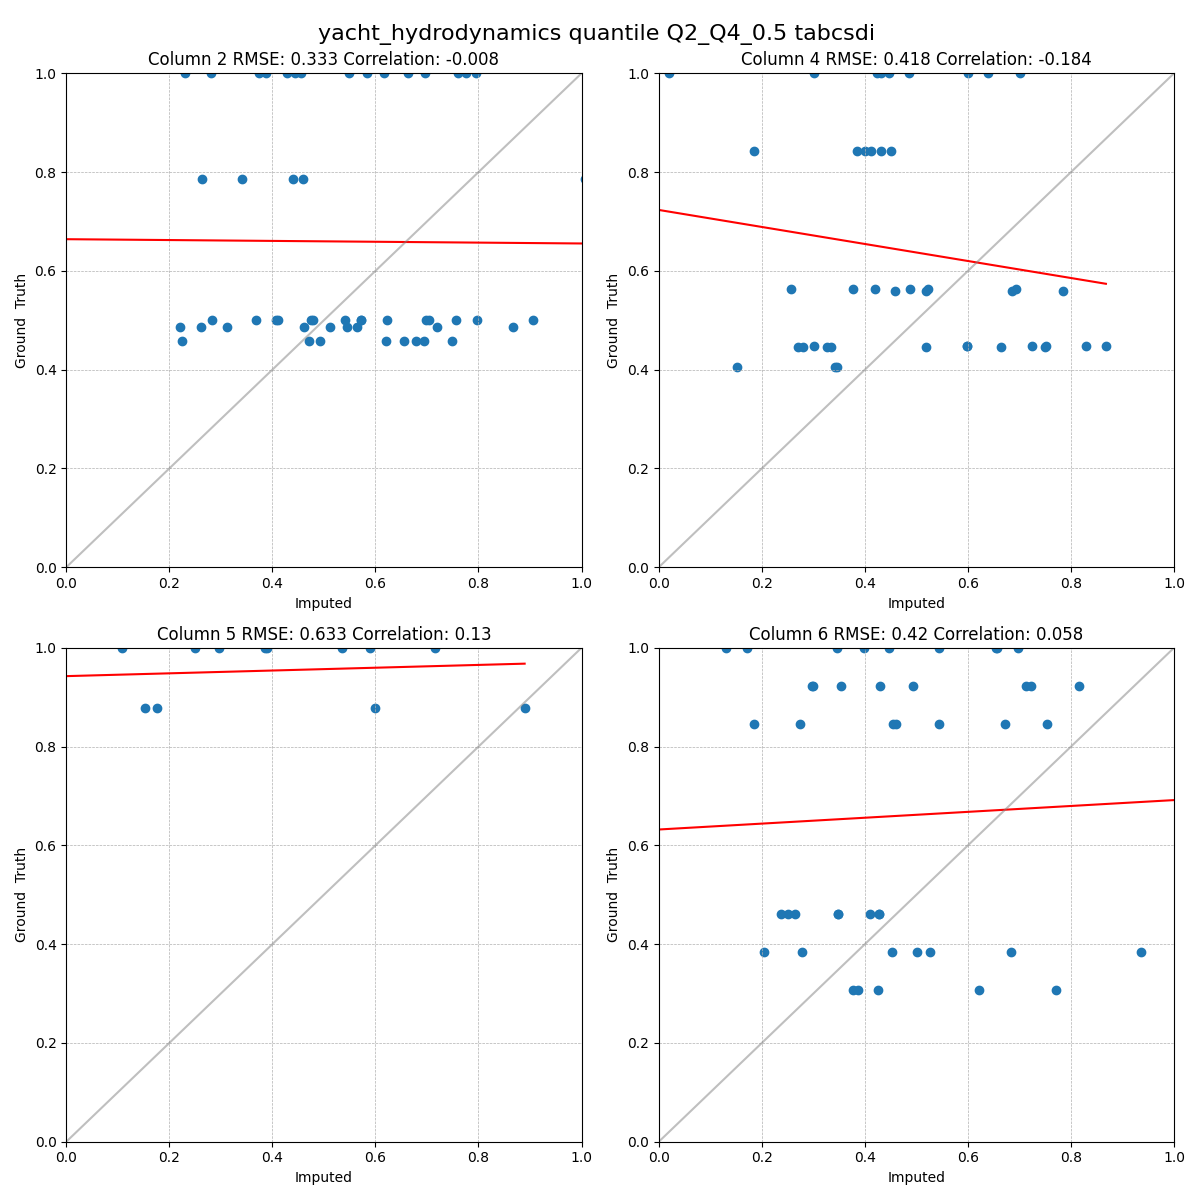 yacht_hydrodynamics quantile Q2_Q4_0.5 tabcsdi
Column 2 RMSE: 0.333 Correlation: -0.008
1.0
0.8
0.6
0.4
0.2
0.0
Ground Truth
0.0 0.2 0.4 0.6 0.8 1.0
Imputed
Column 4 RMSE: 0.418 Correlation: -0.184
1.0
0.8
0.6
0.4
0.2
0.0
Ground Truth
0.0 0.2 0.4 0.6 0.8 1.0
Imputed
Column 5 RMSE: 0.633 Correlation: 0.13
1.0
0.8
0.6
0.4
0.2
0.0
Ground Truth
0.0 0.2 0.4 0.6 0.8 1.0
Imputed
Column 6 RMSE: 0.42 Correlation: 0.058
1.0
0.8
0.6
0.4
0.2
0.0
Ground Truth
0.0 0.2 0.4 0.6 0.8 1.0
Imputed